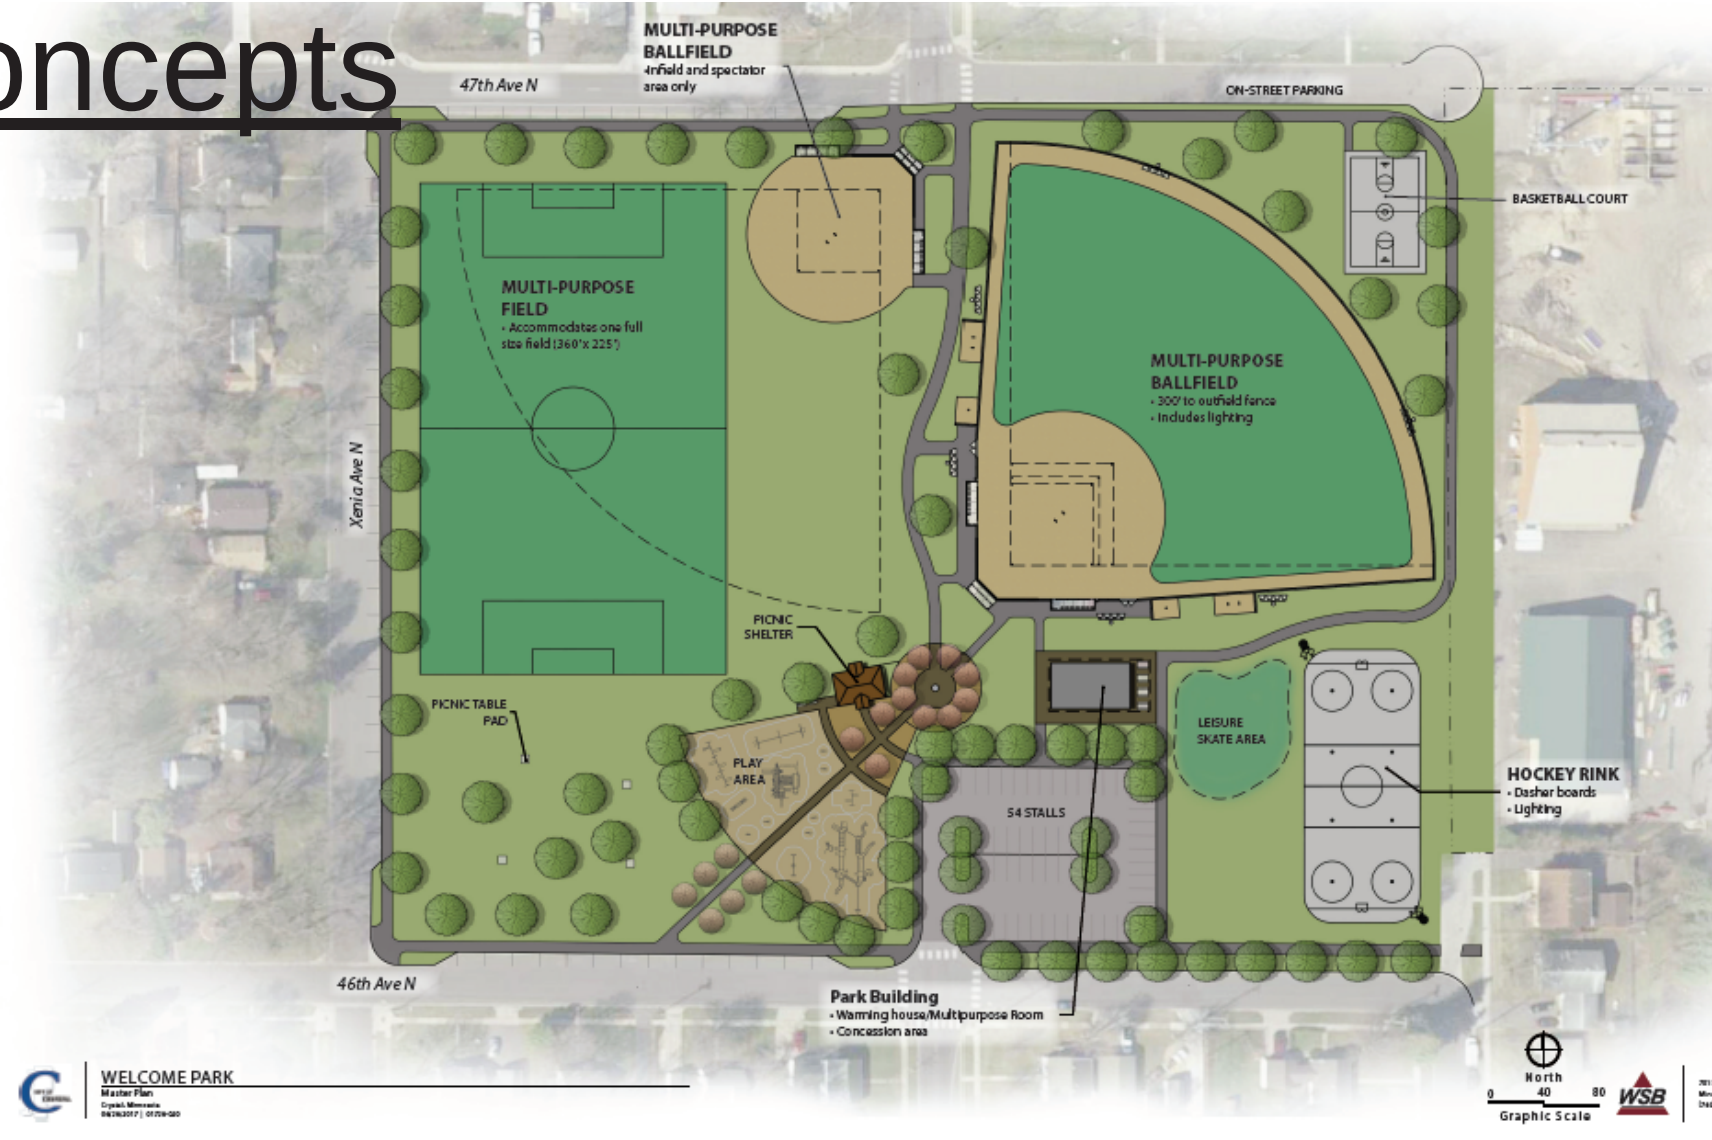 oncepts
MULTI-PURPOSE
BALLFIELD
•Infield and spectator
area only
47th Ave N
ON-STREET PARKING
BASKETBALL COURT
MULTI-PURPOSE
FIELD
• Accommodates one full
size field (360'x 225')
MULTI-PURPOSE
BALLFIELD
• 300' to outfield fence
• Includes lighting
Xenia Ave N
PICNIC
SHELTER
PICNIC TABLE
PAD
PLAY
AREA
LEISURE
SKATE AREA
54 STALLS
HOCKEY RINK
• Dasher boards
• Lighting
46th Ave N
Park Building
• Warming house/Multipurpose Room
• Concession area
WELCOME PARK
Master Plan
Crystal, Minnesota
North
0 40 80
Graphic Scale
WSB